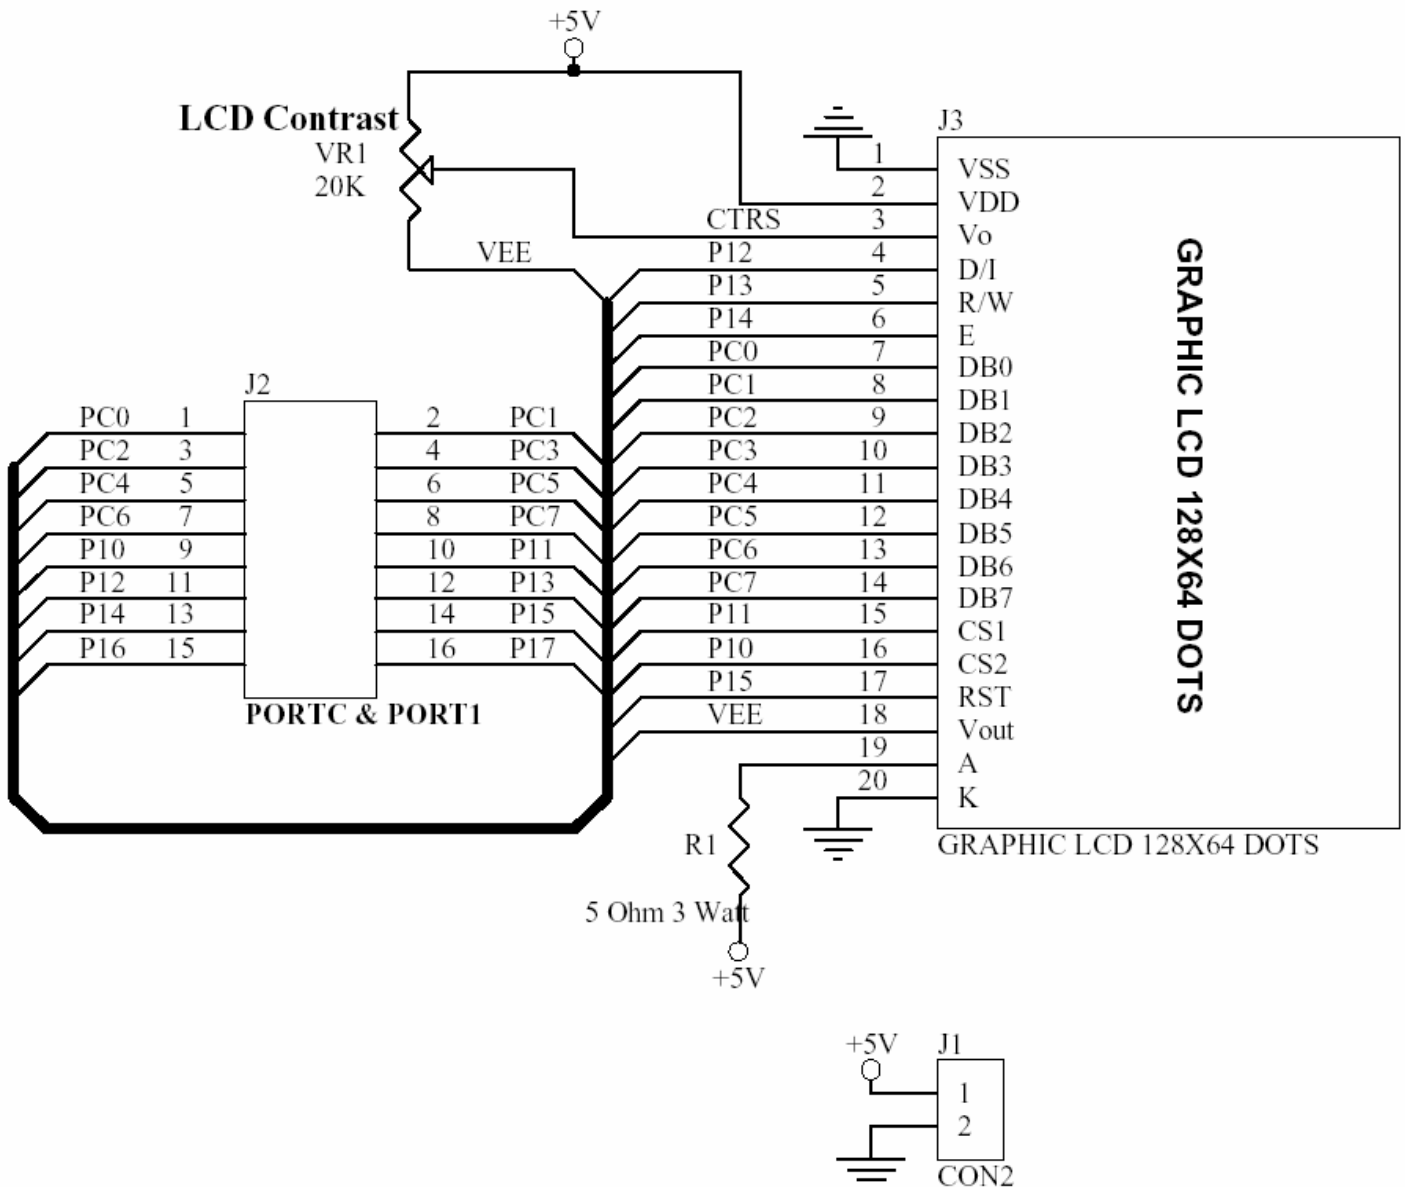 +5V
LCD Contrast
VR1
20K
J3
1 VSS
2 VDD
CTRS 3 Vo
VEE
P12 4 D/I
P13 5 R/W
P14 6 E
PC0 7 DB0
PC1 8 DB1
PC2 9 DB2
PC3 10 DB3
PC4 11 DB4
PC5 12 DB5
PC6 13 DB6
PC7 14 DB7
P11 15 CS1
P10 16 CS2
P15 17 RST
VEE 18 Vout
19 A
20 K
GRAPHIC LCD 128X64 DOTS
GRAPHIC LCD 128X64 DOTS
J2
PC0 1 2 PC1
PC2 3 4 PC3
PC4 5 6 PC5
PC6 7 8 PC7
P10 9 10 P11
P12 11 12 P13
P14 13 14 P15
P16 15 16 P17
PORTC & PORT1
R1
5 Ohm 3 Watt
+5V
+5V
J1
1
2
CON2